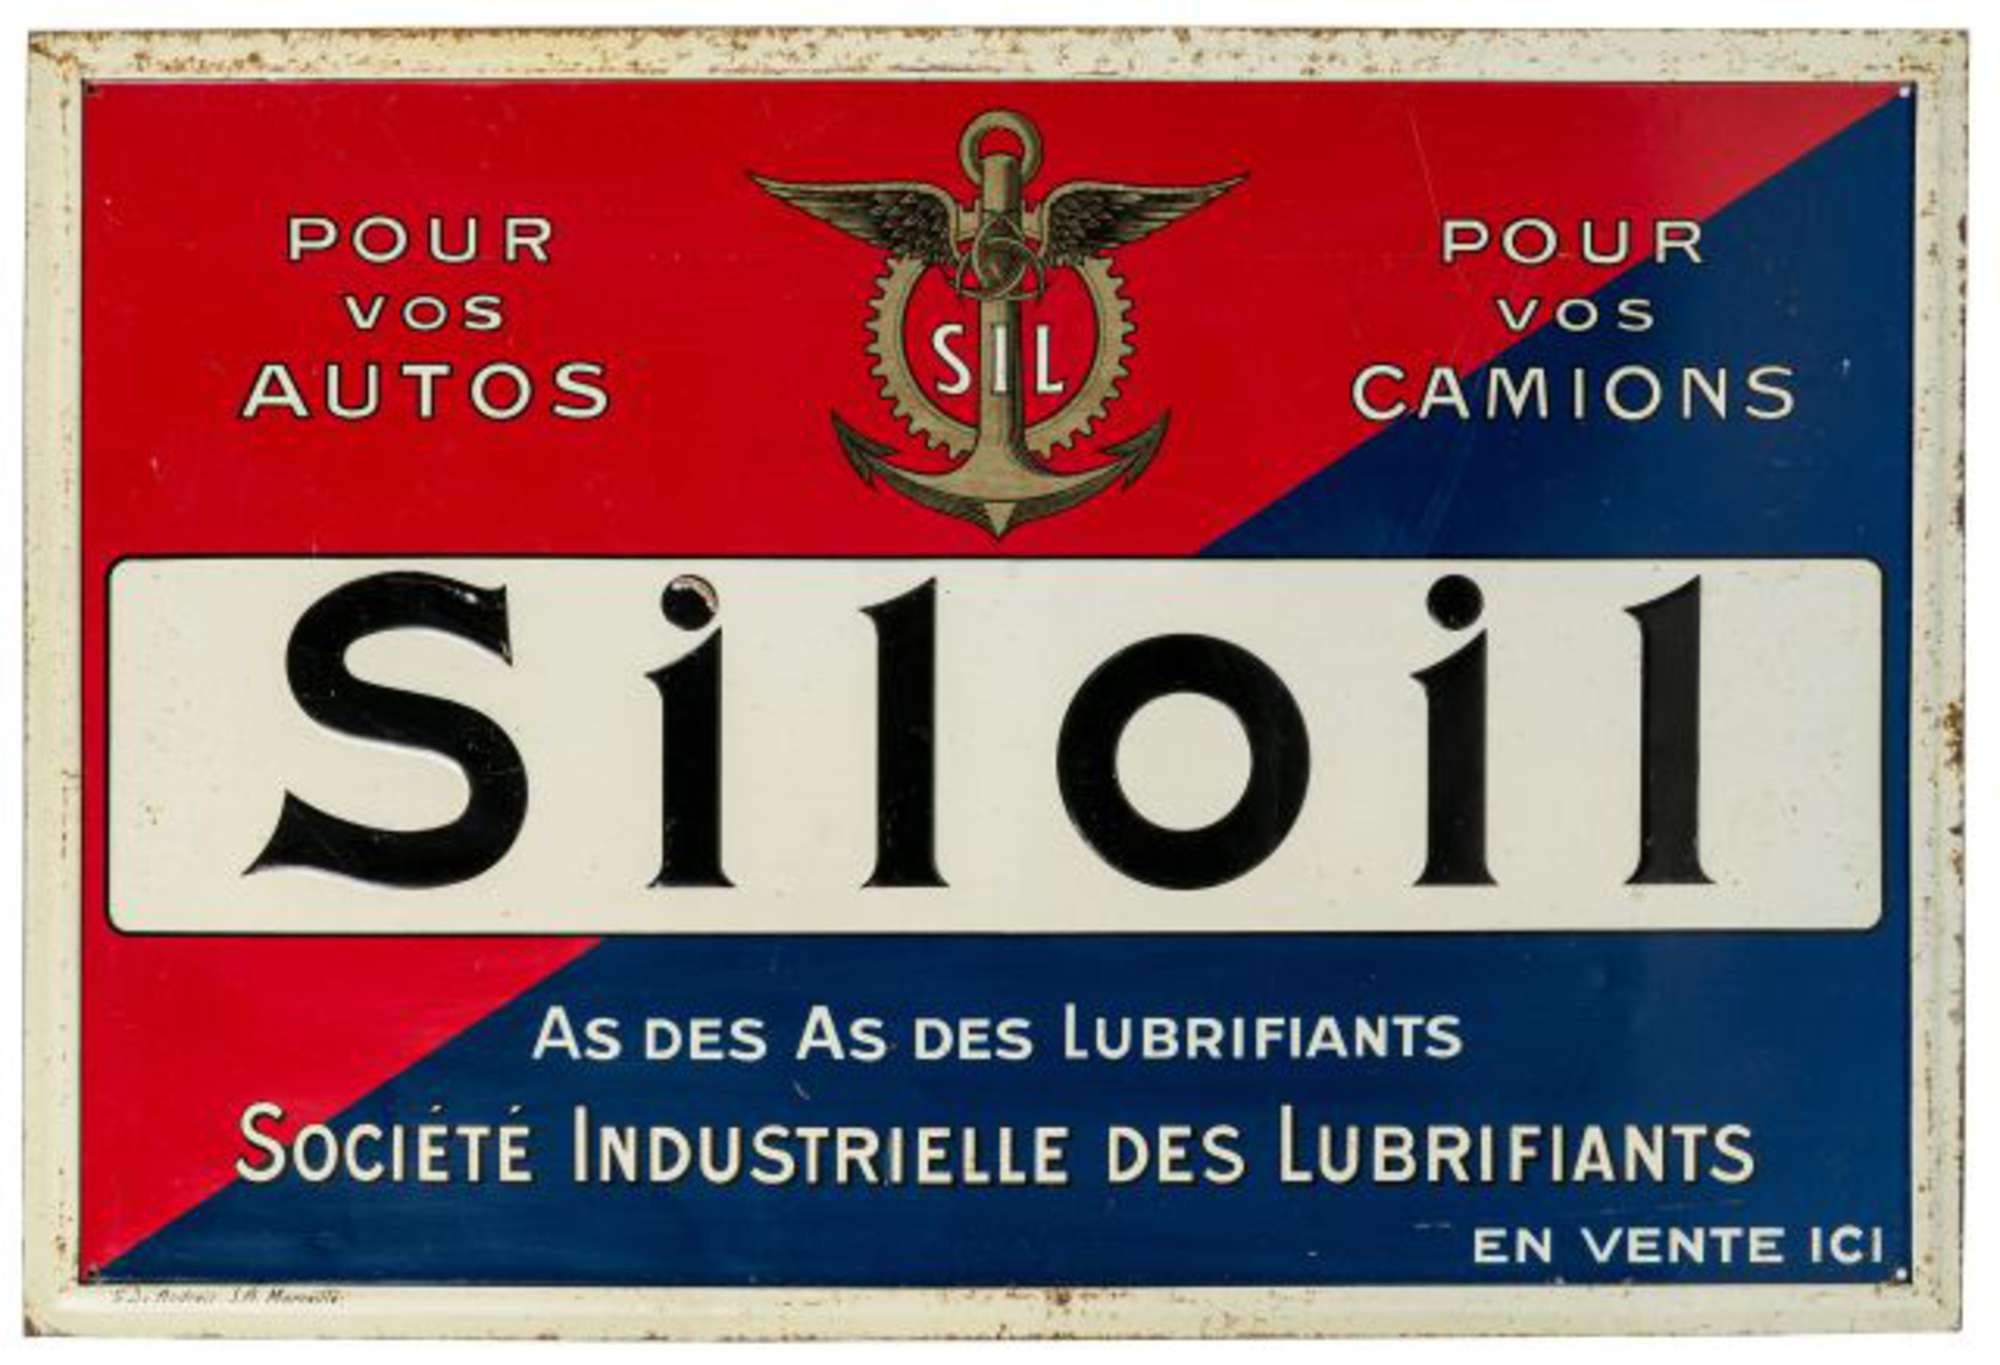 POUR
VOS
AUTOS
SIL
POUR
VOS
CAMIONS
Siloil
AS DES AS DES LUBRIFIANTS
SOCIÉTÉ INDUSTRIELLE DES LUBRIFIANTS
EN VENTE ICI
Marseille